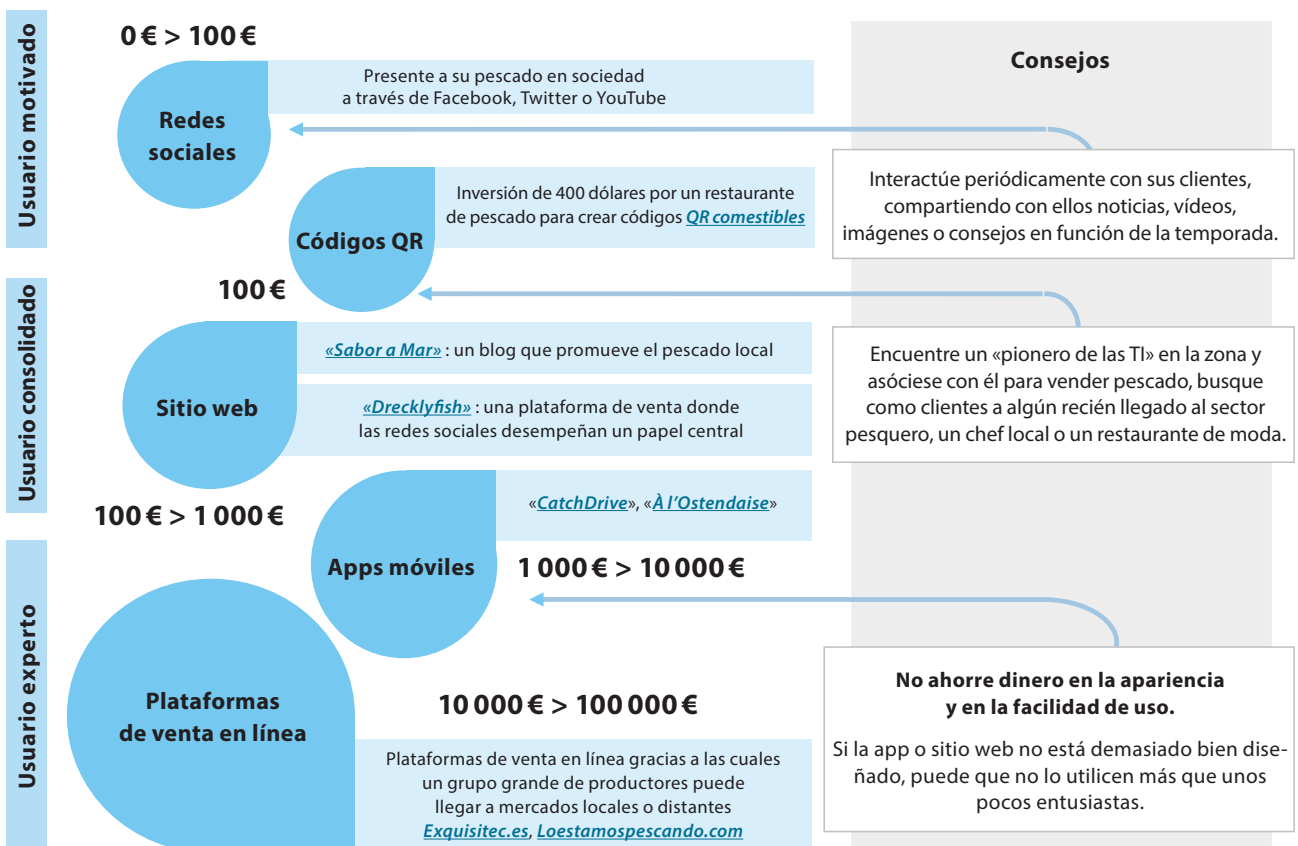 Usuario motivado
0 € > 100 €
Redes
sociales
Presente a su pescado en sociedad
a través de Facebook, Twitter o YouTube
Códigos QR
Inversión de 400 dólares por un restaurante
de pescado para crear códigos QR comestibles
100 €
Usuario consolidado
Sitio web
«Sabor a Mar» : un blog que promueve el pescado local
«Drecklyfish» : una plataforma de venta donde
las redes sociales desempeñan un papel central
100 € > 1 000 €
Apps móviles
«CatchDrive», «À l’Ostendaise»
1 000 € > 10 000 €
Usuario experto
Plataformas
de venta en línea
10 000 € > 100 000 €
Plataformas de venta en línea gracias a las cuales
un grupo grande de productores puede
llegar a mercados locales o distantes
Exquisitec.es, Loestamospescando.com
Consejos
Interactúe periódicamente con sus clientes,
compartiendo con ellos noticias, vídeos,
imágenes o consejos en función de la temporada.
Encuentre un «pionero de las TI» en la zona y
asóciese con él para vender pescado, busque
como clientes a algún recién llegado al sector
pesquero, un chef local o un restaurante de moda.
No ahorre dinero en la apariencia
y en la facilidad de uso.
Si la app o sitio web no está demasiado bien dise-
ñado, puede que no lo utilicen más que unos
pocos entusiastas.